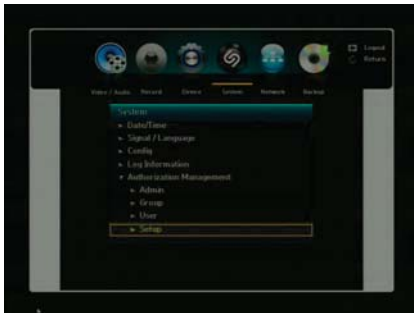 Logout
Return
Video / Audio Record Device System Network Backup
System
Date/Time
Signal / Language
Config
Log Information
Authorization Management
Admin
Group
User
Setup